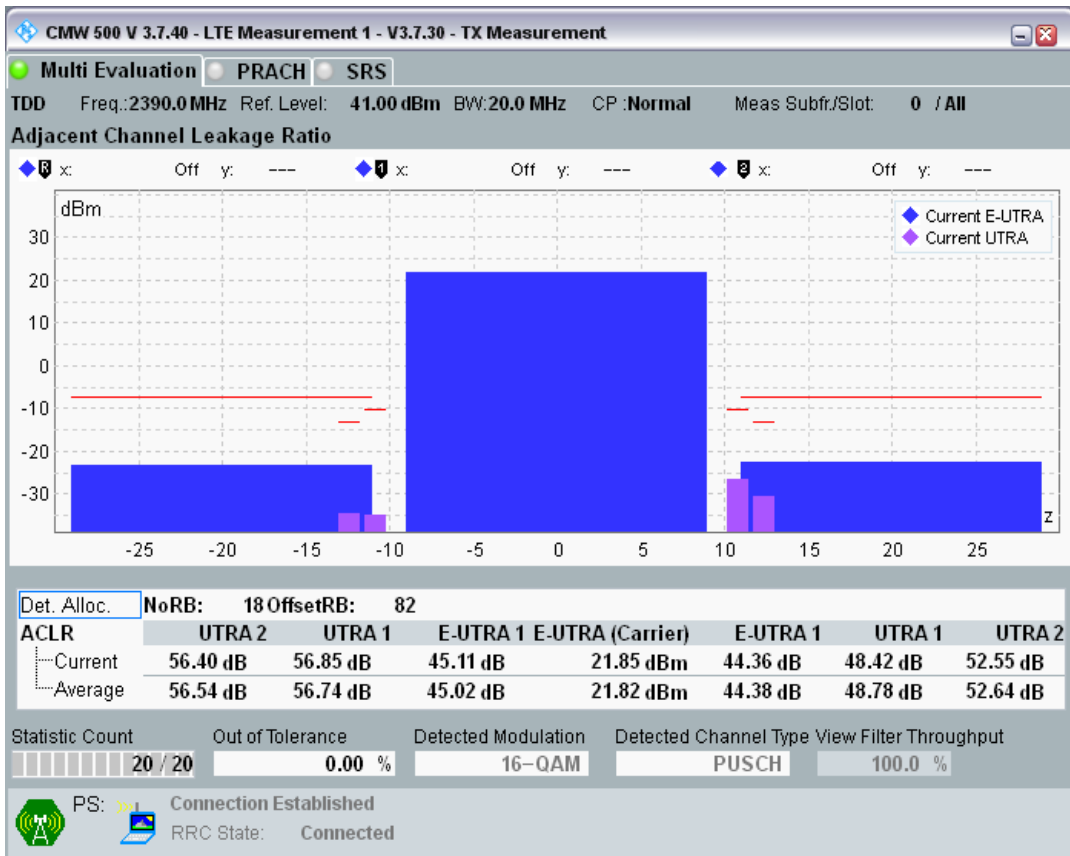 CMW 500 V 3.7.40 - LTE Measurement 1 - V3.7.30 - TX Measurement
Multi Evaluation PRACH SRS
TDD Freq.:2390.0 MHz Ref. Level: 41.00 dBm BW:20.0 MHz CP :Normal Meas Subfr./Slot: 0 / All
Adjacent Channel Leakage Ratio
R x: Off y: --- 1 x: Off y: --- 2 x: Off y: ---
dBm
Current E-UTRA
Current UTRA
30
20
10
0
-10
-20
-30
z
-25 -20 -15 -10 -5 0 5 10 15 20 25
Det. Alloc. NoRB: 18 OffsetRB: 82
ACLR UTRA 2 UTRA 1 E-UTRA 1 E-UTRA (Carrier) E-UTRA 1 UTRA 1 UTRA 2
Current 56.40 dB 56.85 dB 45.11 dB 21.85 dBm 44.36 dB 48.42 dB 52.55 dB
Average 56.54 dB 56.74 dB 45.02 dB 21.82 dBm 44.38 dB 48.78 dB 52.64 dB
Statistic Count Out of Tolerance Detected Modulation Detected Channel Type View Filter Throughput
20 / 20 0.00 % 16-QAM PUSCH 100.0 %
PS: Connection Established
RRC State: Connected